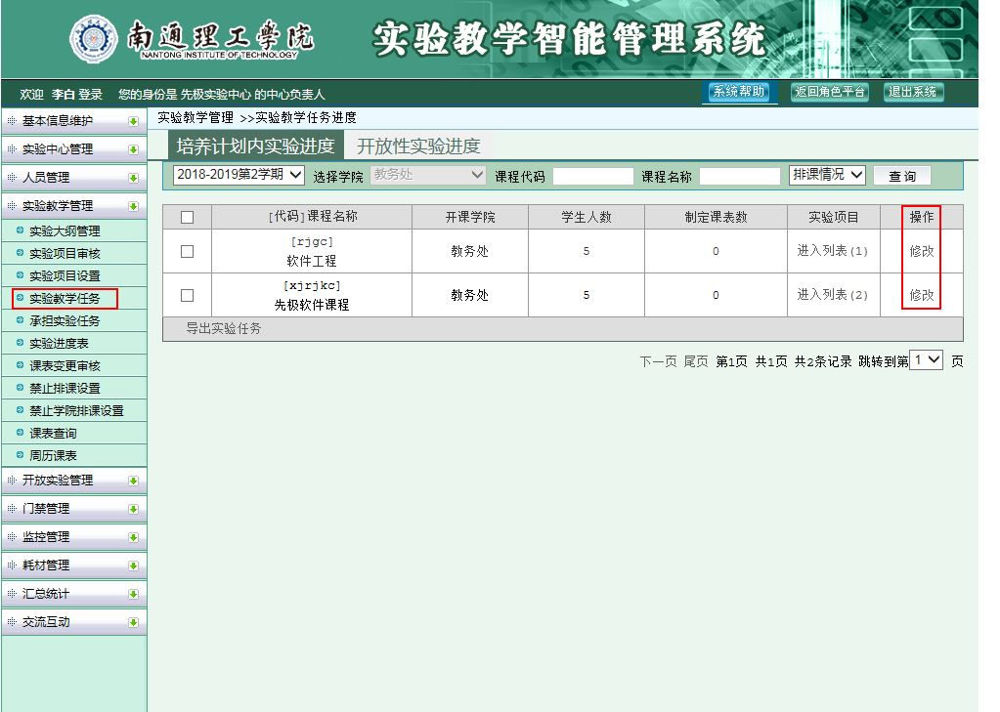 南通理工學院
NANTONG INSTITUTE OF TECHNOLOGY
实验教学智能管理系统
欢迎 李白 登录 您的身份是 先极实验中心 的中心负责人
系统帮助 返回角色平台 退出系统
基本信息维护
实验中心管理
人员管理
实验教学管理
实验大纲管理
实验项目审核
实验项目设置
实验教学任务
承担实验任务
实验进度表
课表变更审核
禁止排课设置
禁止学院排课设置
课表查询
周历课表
开放实验管理
门禁管理
监控管理
耗材管理
汇总统计
交流互动
实验教学管理 >>实验教学任务进度
培养计划内实验进度 开放性实验进度
2018-2019第2学期 选择学院 教务处 课程代码 课程名称 排课情况 查 询
[代码]课程名称 开课学院 学生人数 制定课表数 实验项目 操作
[rjgc]
软件工程 教务处 5 0 进入列表(1) 修改
[xjrjkc]
先极软件课程 教务处 5 0 进入列表(2) 修改
导出实验任务
下一页 尾页 第1页 共1页 共2条记录 跳转到第 1 页